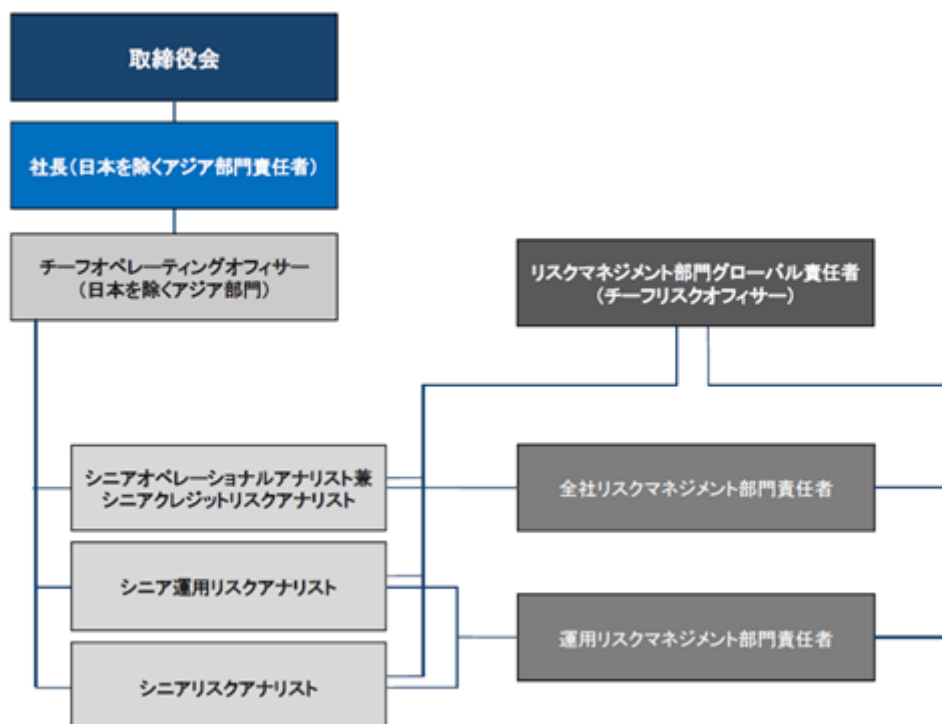 取締役会
社長(日本を除くアジア部門責任者)
チーフオペレーティングオフィサー
(日本を除くアジア部門)
リスクマネジメント部門グローバル責任者
(チーフリスクオフィサー)
シニアオペレーショナルアナリスト兼
シニアクレジットリスクアナリスト
全社リスクマネジメント部門責任者
シニア運用リスクアナリスト
運用リスクマネジメント部門責任者
シニアリスクアナリスト